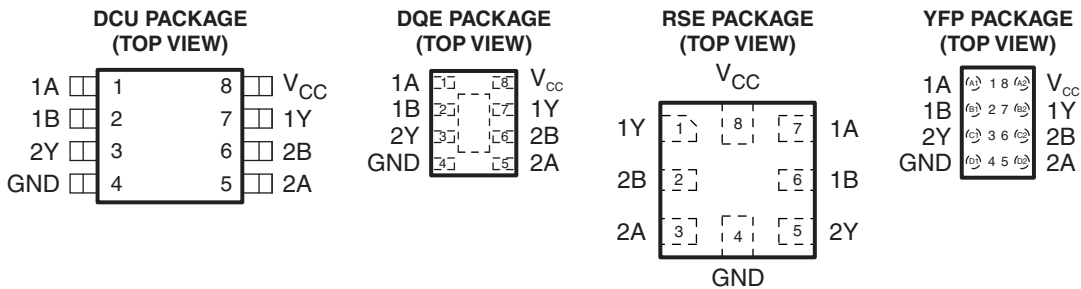 DCU PACKAGE
(TOP VIEW)
1A 1 8 VCC
1B 2 7 1Y
2Y 3 6 2B
GND 4 5 2A
DQE PACKAGE
(TOP VIEW)
1A 1 8 VCC
1B 2 7 1Y
2Y 3 6 2B
GND 4 5 2A
RSE PACKAGE
(TOP VIEW)
VCC
1Y 1 8 7 1A
2B 2 6 1B
2A 3 4 5 2Y
GND
YFP PACKAGE
(TOP VIEW)
1A A1 1 8 A2 VCC
1B B1 2 7 B2 1Y
2Y C1 3 6 C2 2B
GND D1 4 5 D2 2A